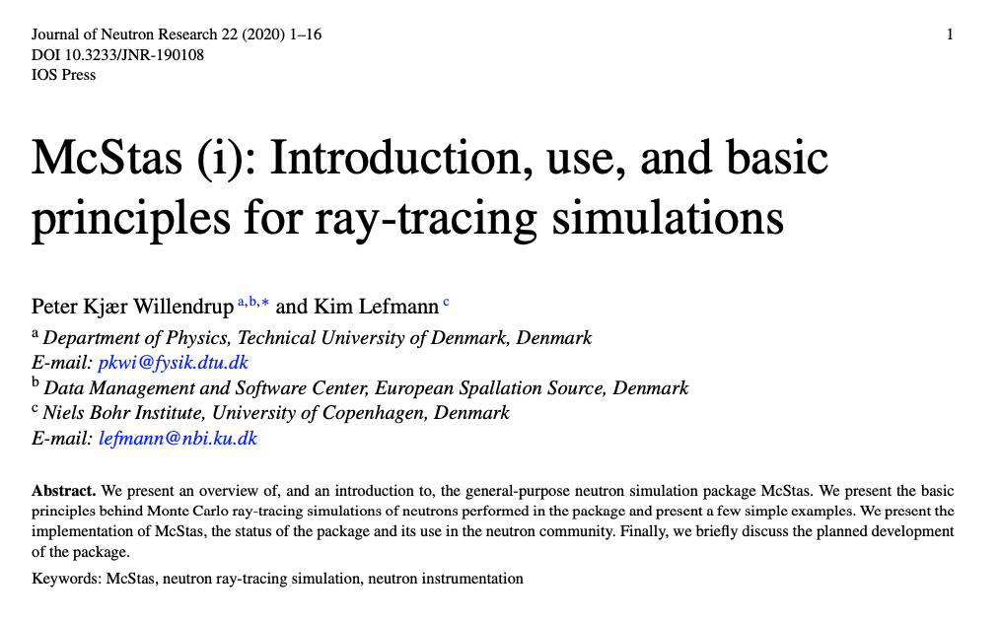 Journal of Neutron Research 22 (2020) 1–16
1
DOI 10.3233/JNR-190108
IOS Press
McStas (i): Introduction, use, and basic
principles for ray-tracing simulations
Peter Kjær Willendrup a,b,* and Kim Lefmann c
a Department of Physics, Technical University of Denmark, Denmark
E-mail: pkwi@fysik.dtu.dk
b Data Management and Software Center, European Spallation Source, Denmark
c Niels Bohr Institute, University of Copenhagen, Denmark
E-mail: lefmann@nbi.ku.dk
Abstract. We present an overview of, and an introduction to, the general-purpose neutron simulation package McStas. We present the basic
principles behind Monte Carlo ray-tracing simulations of neutrons performed in the package and present a few simple examples. We present the
implementation of McStas, the status of the package and its use in the neutron community. Finally, we briefly discuss the planned development
of the package.
Keywords: McStas, neutron ray-tracing simulation, neutron instrumentation